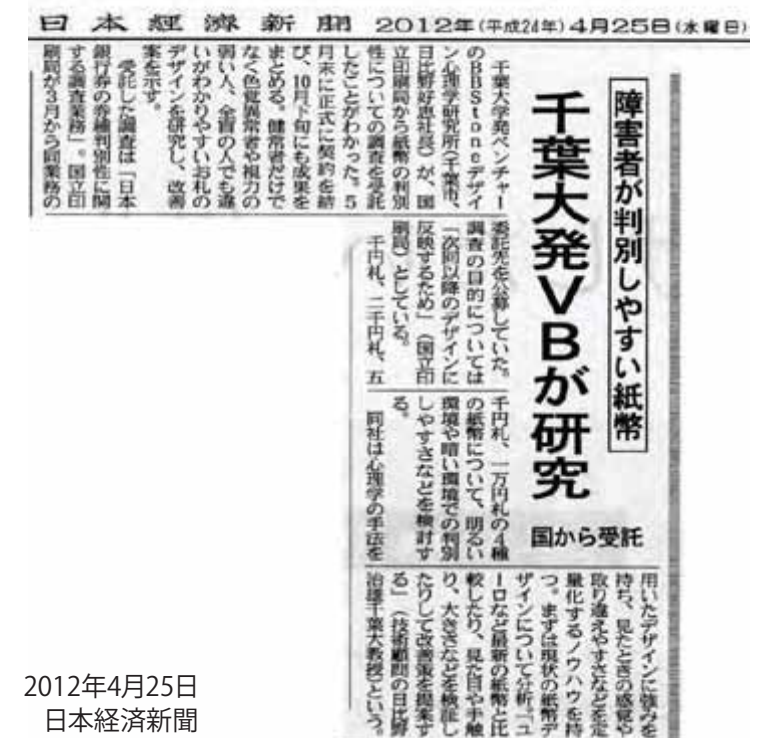 日本経済新聞 2012年(平成24年)4月25日(水曜日)
障害者が判別しやすい紙幣
千葉大発VBが研究
国から受託
千葉大学発ベンチャー
のBBStoneデザイ
ン心理学研究所(千葉市、
日比野好恵社長)が、国
立印刷局から紙幣の判別
性についての調査を受託
したことがわかった。5
月末に正式に契約を結
び、10月下旬にも成果を
まとめる。健常者だけで
なく色覚異常者や視力の
弱い人、全盲の人でも違
いがわかりやすいお札の
デザインを研究し、改善
案を示す。
受託した調査は「日本
銀行券の券種判別性に関
する調査業務」。国立印
刷局が3月から同業務の
委託先を公募していた。
調査の目的については
「次回以降のデザインに
反映するため」(国立印
刷局)としている。
千円札、二千円札、五
千円札、一万円札の4種
の紙幣について、明るい
環境や暗い環境での判別
しやすさなどを検討す
る。
同社は心理学の手法を
用いたデザインに強みを
持ち、見たときの感覚や
取り違えやすさなどを定
量化するノウハウを持
つ。まずは現状の紙幣デ
ザインについて分析。「ユ
ーロなど最新の紙幣と比
較したり、見た目や手触
り、大きさなどを検証し
たりして改善策を提案す
る」(技術顧問の日比野
治雄千葉大教授)という。
2012年4月25日
日本経済新聞